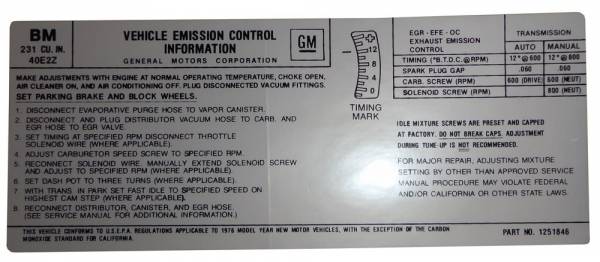 BM
231 CU. IN.
40E2Z
VEHICLE EMISSION CONTROL
INFORMATION
GENERAL MOTORS CORPORATION
GM
MAKE ADJUSTMENTS WITH ENGINE AT NORMAL OPERATING TEMPERATURE, CHOKE OPEN,
AIR CLEANER ON, AND AIR CONDITIONING OFF. PLUG DISCONNECTED VACUUM FITTINGS.
SET PARKING BRAKE AND BLOCK WHEELS.
1. DISCONNECT EVAPORATIVE PURGE HOSE TO VAPOR CANISTER.
2. DISCONNECT AND PLUG DISTRIBUTOR VACUUM HOSE TO CARB. AND
EGR HOSE TO EGR VALVE.
3. SET TIMING AT SPECIFIED RPM DISCONNECT THROTTLE
SOLENOID WIRE (WHERE APPLICABLE).
4. ADJUST CARBURETOR SPEED SCREW TO SPECIFIED RPM.
5. RECONNECT SOLENOID WIRE. MANUALLY EXTEND SOLENOID SCREW
AND ADJUST TO SPECIFIED RPM (WHERE APPLICABLE).
6. SET DASH POT TO THREE TURNS (WHERE APPLICABLE).
7. WITH TRANS. IN PARK SET FAST IDLE TO SPECIFIED SPEED ON
HIGHEST CAM STEP (WHERE APPLICABLE).
8. RECONNECT DISTRIBUTOR, CANISTER, AND EGR HOSE.
(SEE SERVICE MANUAL FOR ADDITIONAL INFORMATION.)
+
12
8
4
0
TIMING
MARK
EGR - EFE - OC
EXHAUST EMISSION
CONTROL
TRANSMISSION
AUTO MANUAL
TIMING (°B.T.D.C.@RPM) 12°@600 12°@600
SPARK PLUG GAP .060 .060
CARB. SCREW (@RPM) 600 (DRIVE) 600 (NEUT)
SOLENOID SCREW (@RPM) 800 (NEUT)
IDLE MIXTURE SCREWS ARE PRESET AND CAPPED
AT FACTORY. DO NOT BREAK CAPS. ADJUSTMENT
DURING TUNE-UP IS NOT RECOMMENDED.
FOR MAJOR REPAIR, ADJUSTING MIXTURE
SETTING BY OTHER THAN APPROVED SERVICE
MANUAL PROCEDURE MAY VIOLATE FEDERAL
AND/OR CALIFORNIA OR OTHER STATE LAWS.
THIS VEHICLE CONFORMS TO U.S.E.P.A. REGULATIONS APPLICABLE TO 1976 MODEL YEAR NEW MOTOR VEHICLES, WITH THE EXCEPTION OF THE CARBON
MONOXIDE STANDARD FOR CALIFORNIA.
PART NO. 1251846